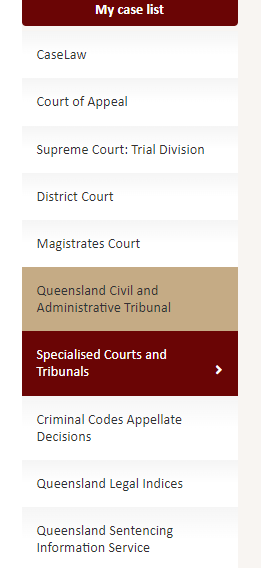 My case list
CaseLaw
Court of Appeal
Supreme Court: Trial Division
District Court
Magistrates Court
Queensland Civil and
Administrative Tribunal
Specialised Courts and
Tribunals
Criminal Codes Appellate
Decisions
Queensland Legal Indices
Queensland Sentencing
Information Service